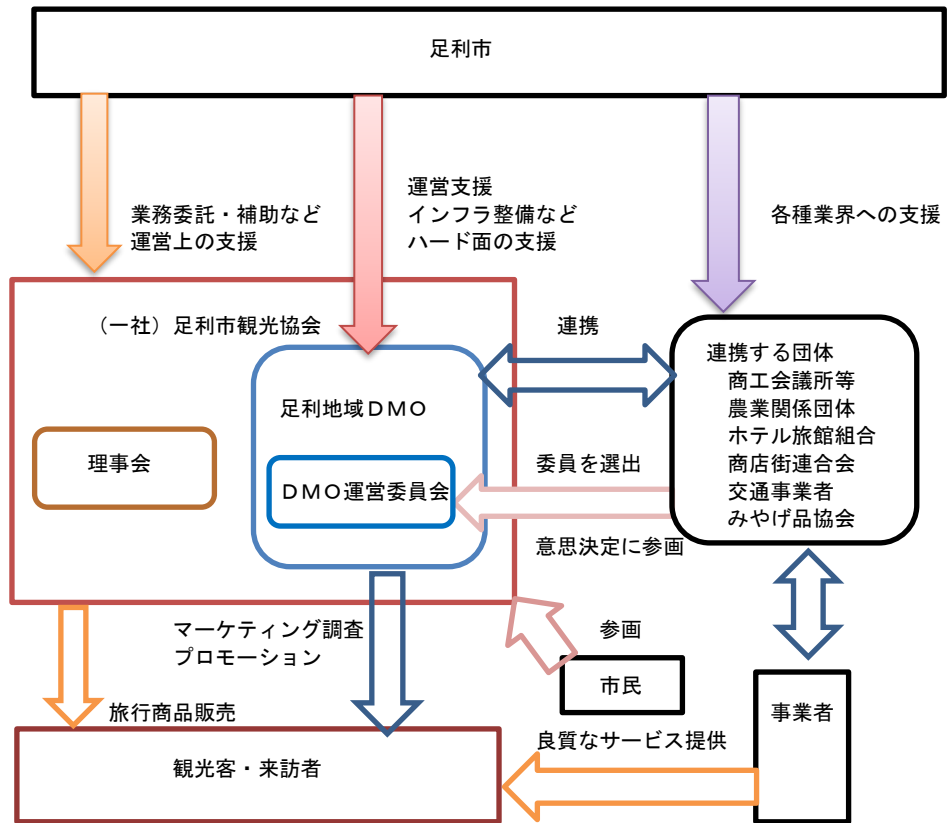 足利市
業務委託・補助など
運営上の支援
運営支援
インフラ整備など
ハード面の支援
各種業界への支援
（一社）足利市観光協会
連携
足利地域ＤＭＯ
理事会
ＤＭＯ運営委員会
連携する団体
商工会議所等
農業関係団体
ホテル旅館組合
商店街連合会
交通事業者
みやげ品協会
委員を選出
意思決定に参画
マーケティング調査
プロモーション
参画
市民
事業者
旅行商品販売
良質なサービス提供
観光客・来訪者